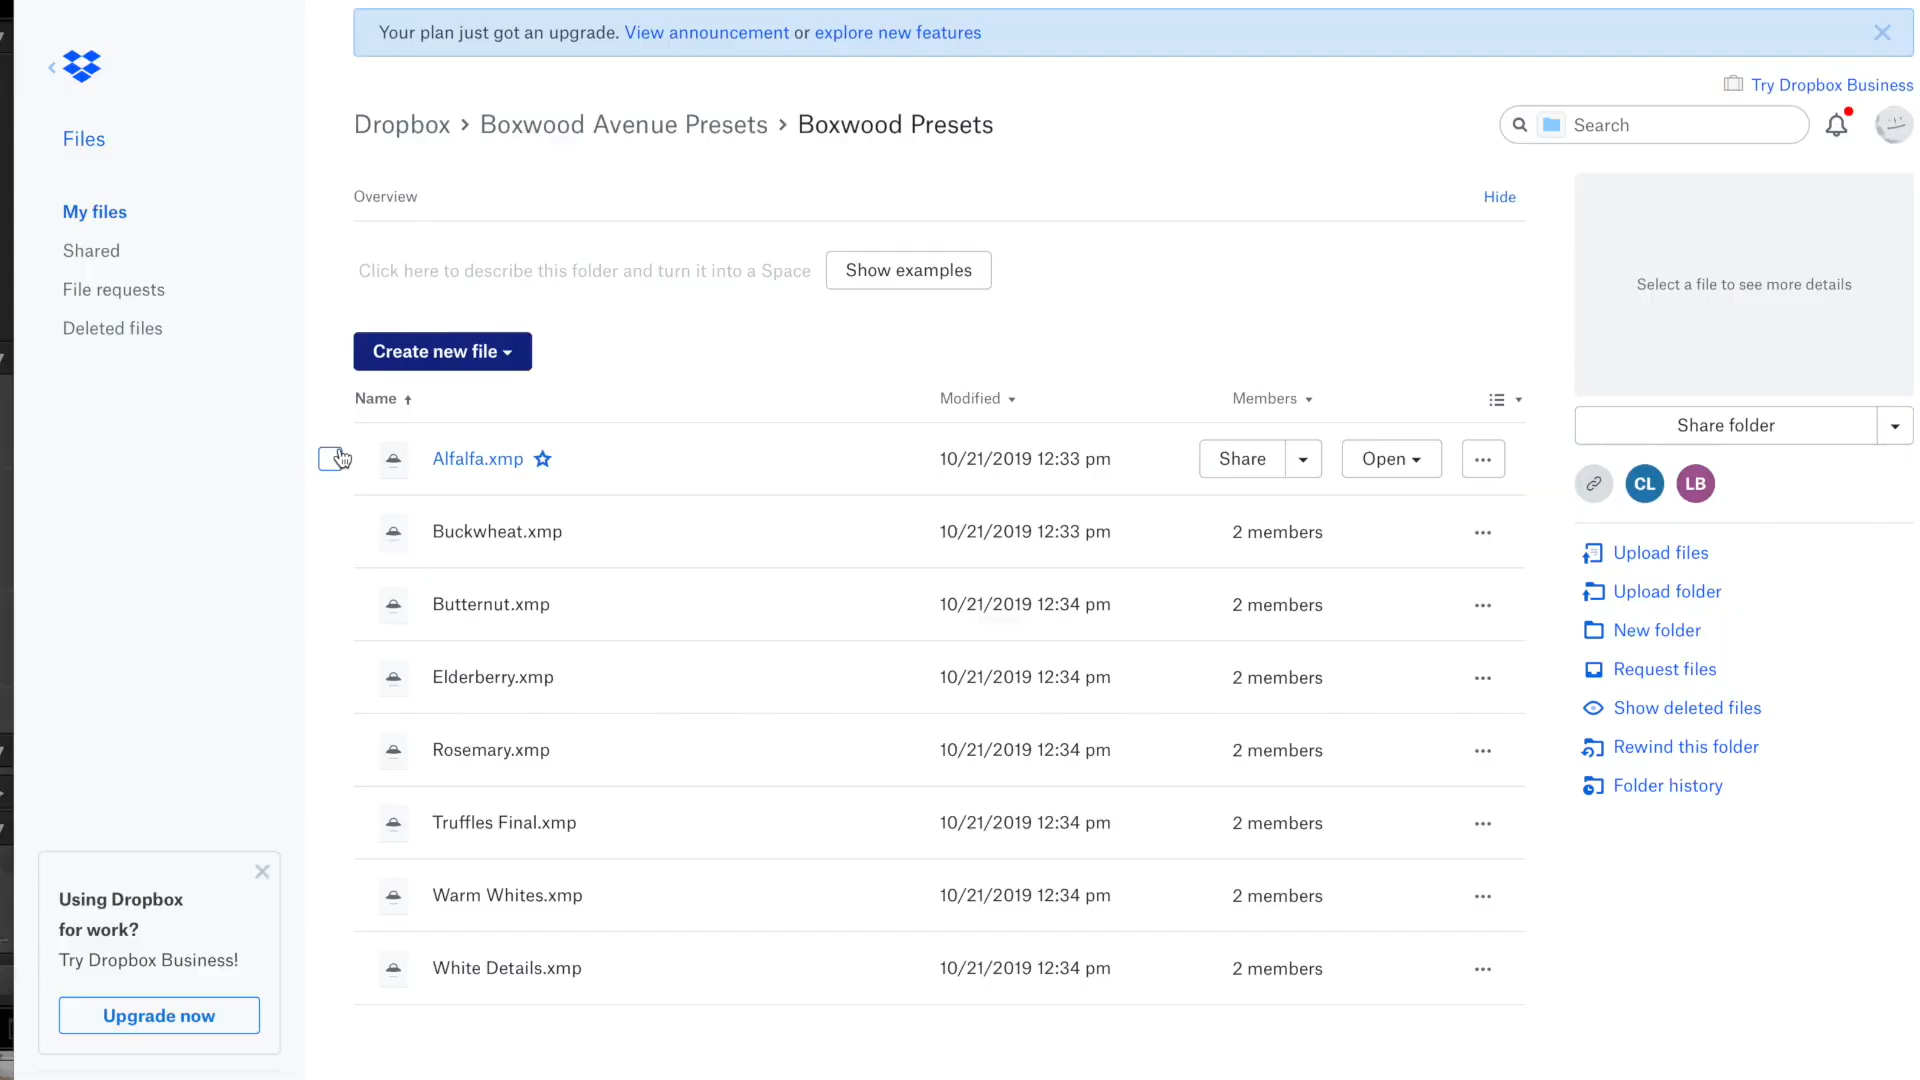 Your plan just got an upgrade. View announcement or explore new features
Try Dropbox Business
Dropbox › Boxwood Avenue Presets › Boxwood Presets
Search
Files
My files
Shared
File requests
Deleted files
Overview
Hide
Click here to describe this folder and turn it into a Space
Show examples
Select a file to see more details
Create new file
Name
Modified
Members
Share folder
Alfalfa.xmp
10/21/2019 12:33 pm
Share
Open
CL
LB
Buckwheat.xmp
10/21/2019 12:33 pm
2 members
Butternut.xmp
10/21/2019 12:34 pm
2 members
Elderberry.xmp
10/21/2019 12:34 pm
2 members
Rosemary.xmp
10/21/2019 12:34 pm
2 members
Truffles Final.xmp
10/21/2019 12:34 pm
2 members
Warm Whites.xmp
10/21/2019 12:34 pm
2 members
White Details.xmp
10/21/2019 12:34 pm
2 members
Upload files
Upload folder
New folder
Request files
Show deleted files
Rewind this folder
Folder history
Using Dropbox
for work?
Try Dropbox Business!
Upgrade now